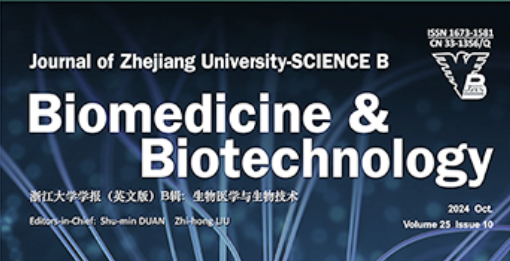 ISSN 1673-1581
CN 33-1356/Q
Journal of Zhejiang University-SCIENCE B
B
Biomedicine &
Biotechnology
浙江大学学报（英文版）B辑：生物医学与生物技术
Editors-in-Chief: Shu-min DUAN Zhi-hong LIU
2024 Oct.
Volume 25 Issue 10